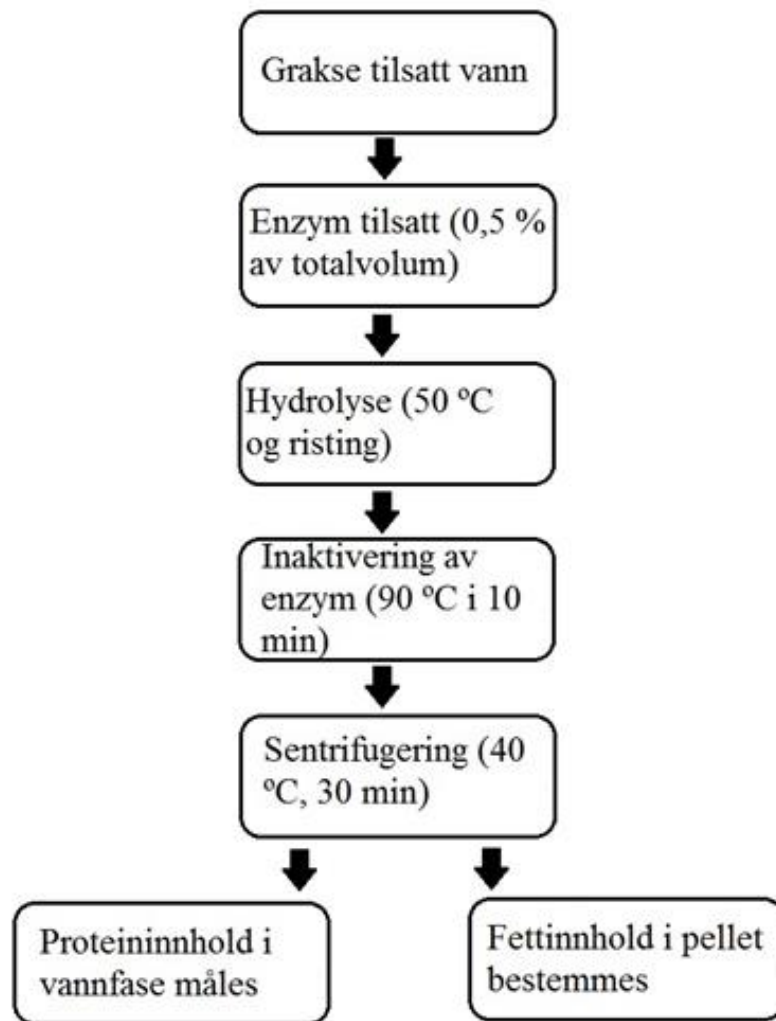 Grakse tilsatt vann
Enzym tilsatt (0,5 %
av totalvolum)
Hydrolyse (50 ºC
og risting)
Inaktivering av
enzym (90 ºC i 10
min)
Sentrifugering (40
ºC, 30 min)
Proteininnhold i
vannfase måles
Fettinnhold i pellet
bestemmes